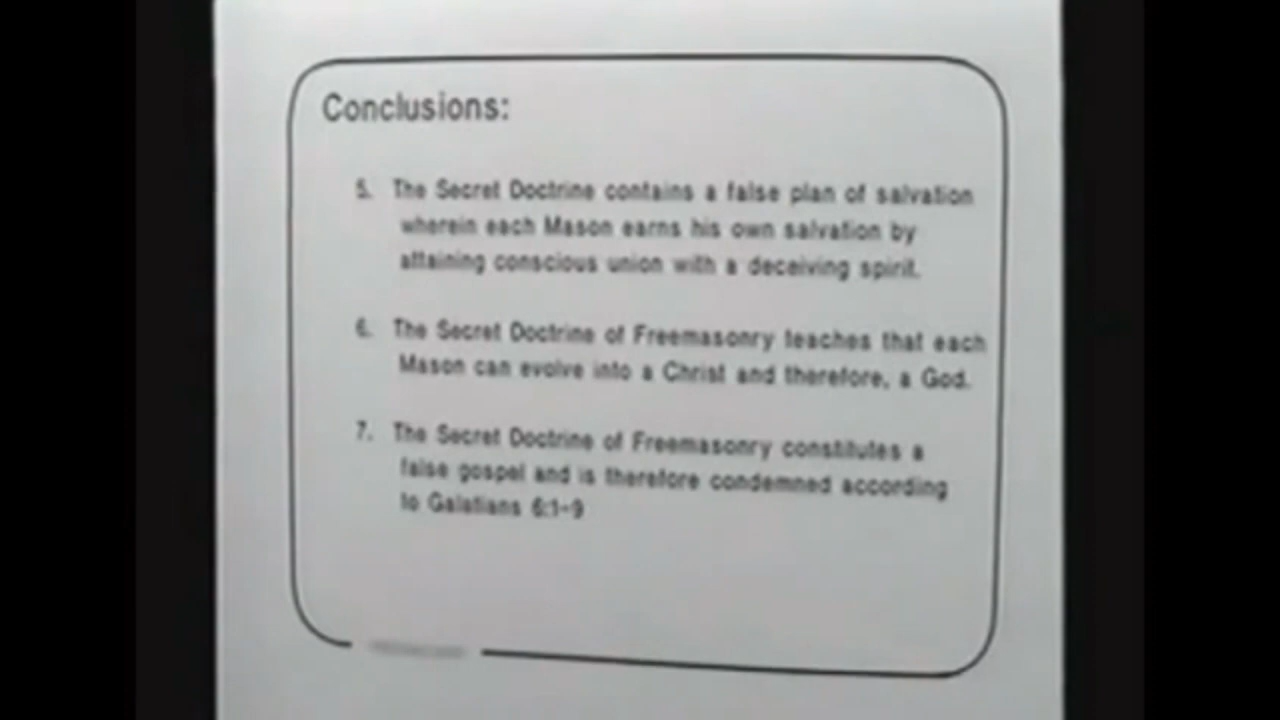 Conclusions:
5. The Secret Doctrine contains a false plan of salvation
wherein each Mason earns his own salvation by
attaining conscious union with a deceiving spirit.
6. The Secret Doctrine of Freemasonry teaches that each
Mason can evolve into a Christ and therefore, a God.
7. The Secret Doctrine of Freemasonry constitutes a
false gospel and is therefore condemned according
to Galatians 6:1-9